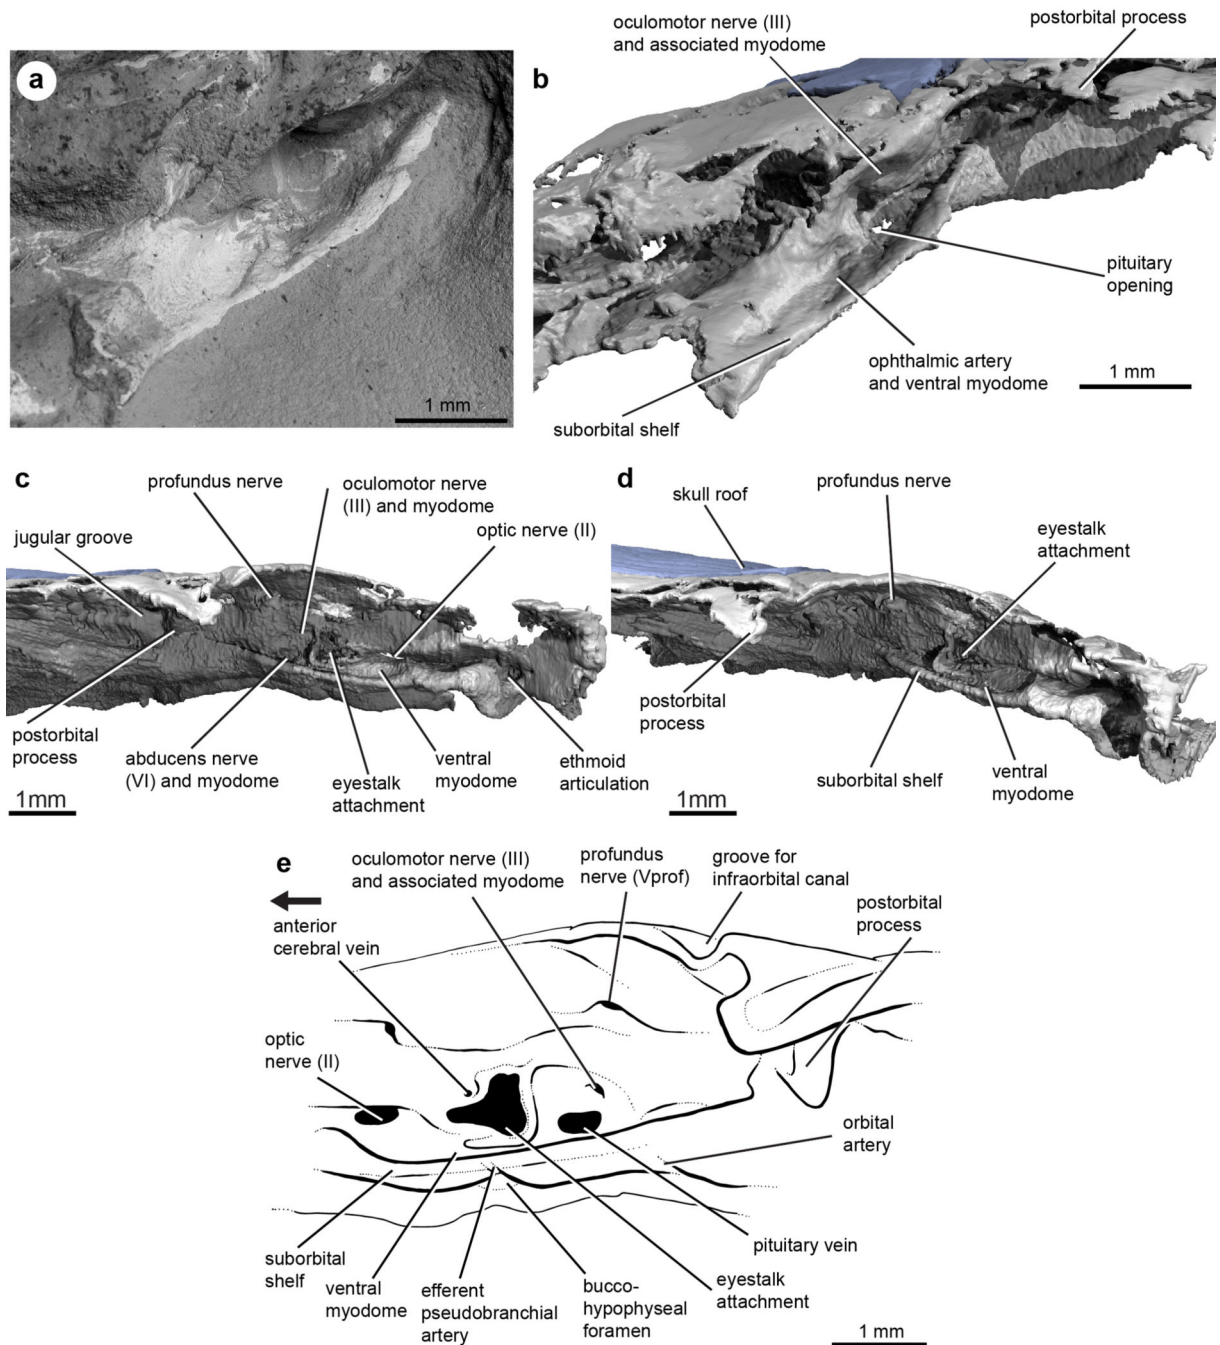 a
1 mm
b
oculomotor nerve (III)
and associated myodome
postorbital process
pituitary
opening
ophthalmic artery
and ventral myodome
1 mm
suborbital shelf
c
profundus nerve
oculomotor nerve
(III) and myodome
optic nerve (II)
jugular groove
postorbital
process
abducens nerve
(VI) and myodome
eyestalk
attachment
ventral
myodome
ethmoid
articulation
1mm
d
skull roof
profundus nerve
eyestalk
attachment
postorbital
process
suborbital shelf
ventral
myodome
1mm
e
oculomotor nerve (III)
and associated myodome
profundus
nerve (Vprof)
groove for
infraorbital canal
postorbital
process
anterior
cerebral vein
optic
nerve (II)
orbital
artery
suborbital
shelf
ventral
myodome
efferent
pseudobranchial
artery
bucco-
hypophyseal
foramen
eyestalk
attachment
pituitary vein
1 mm